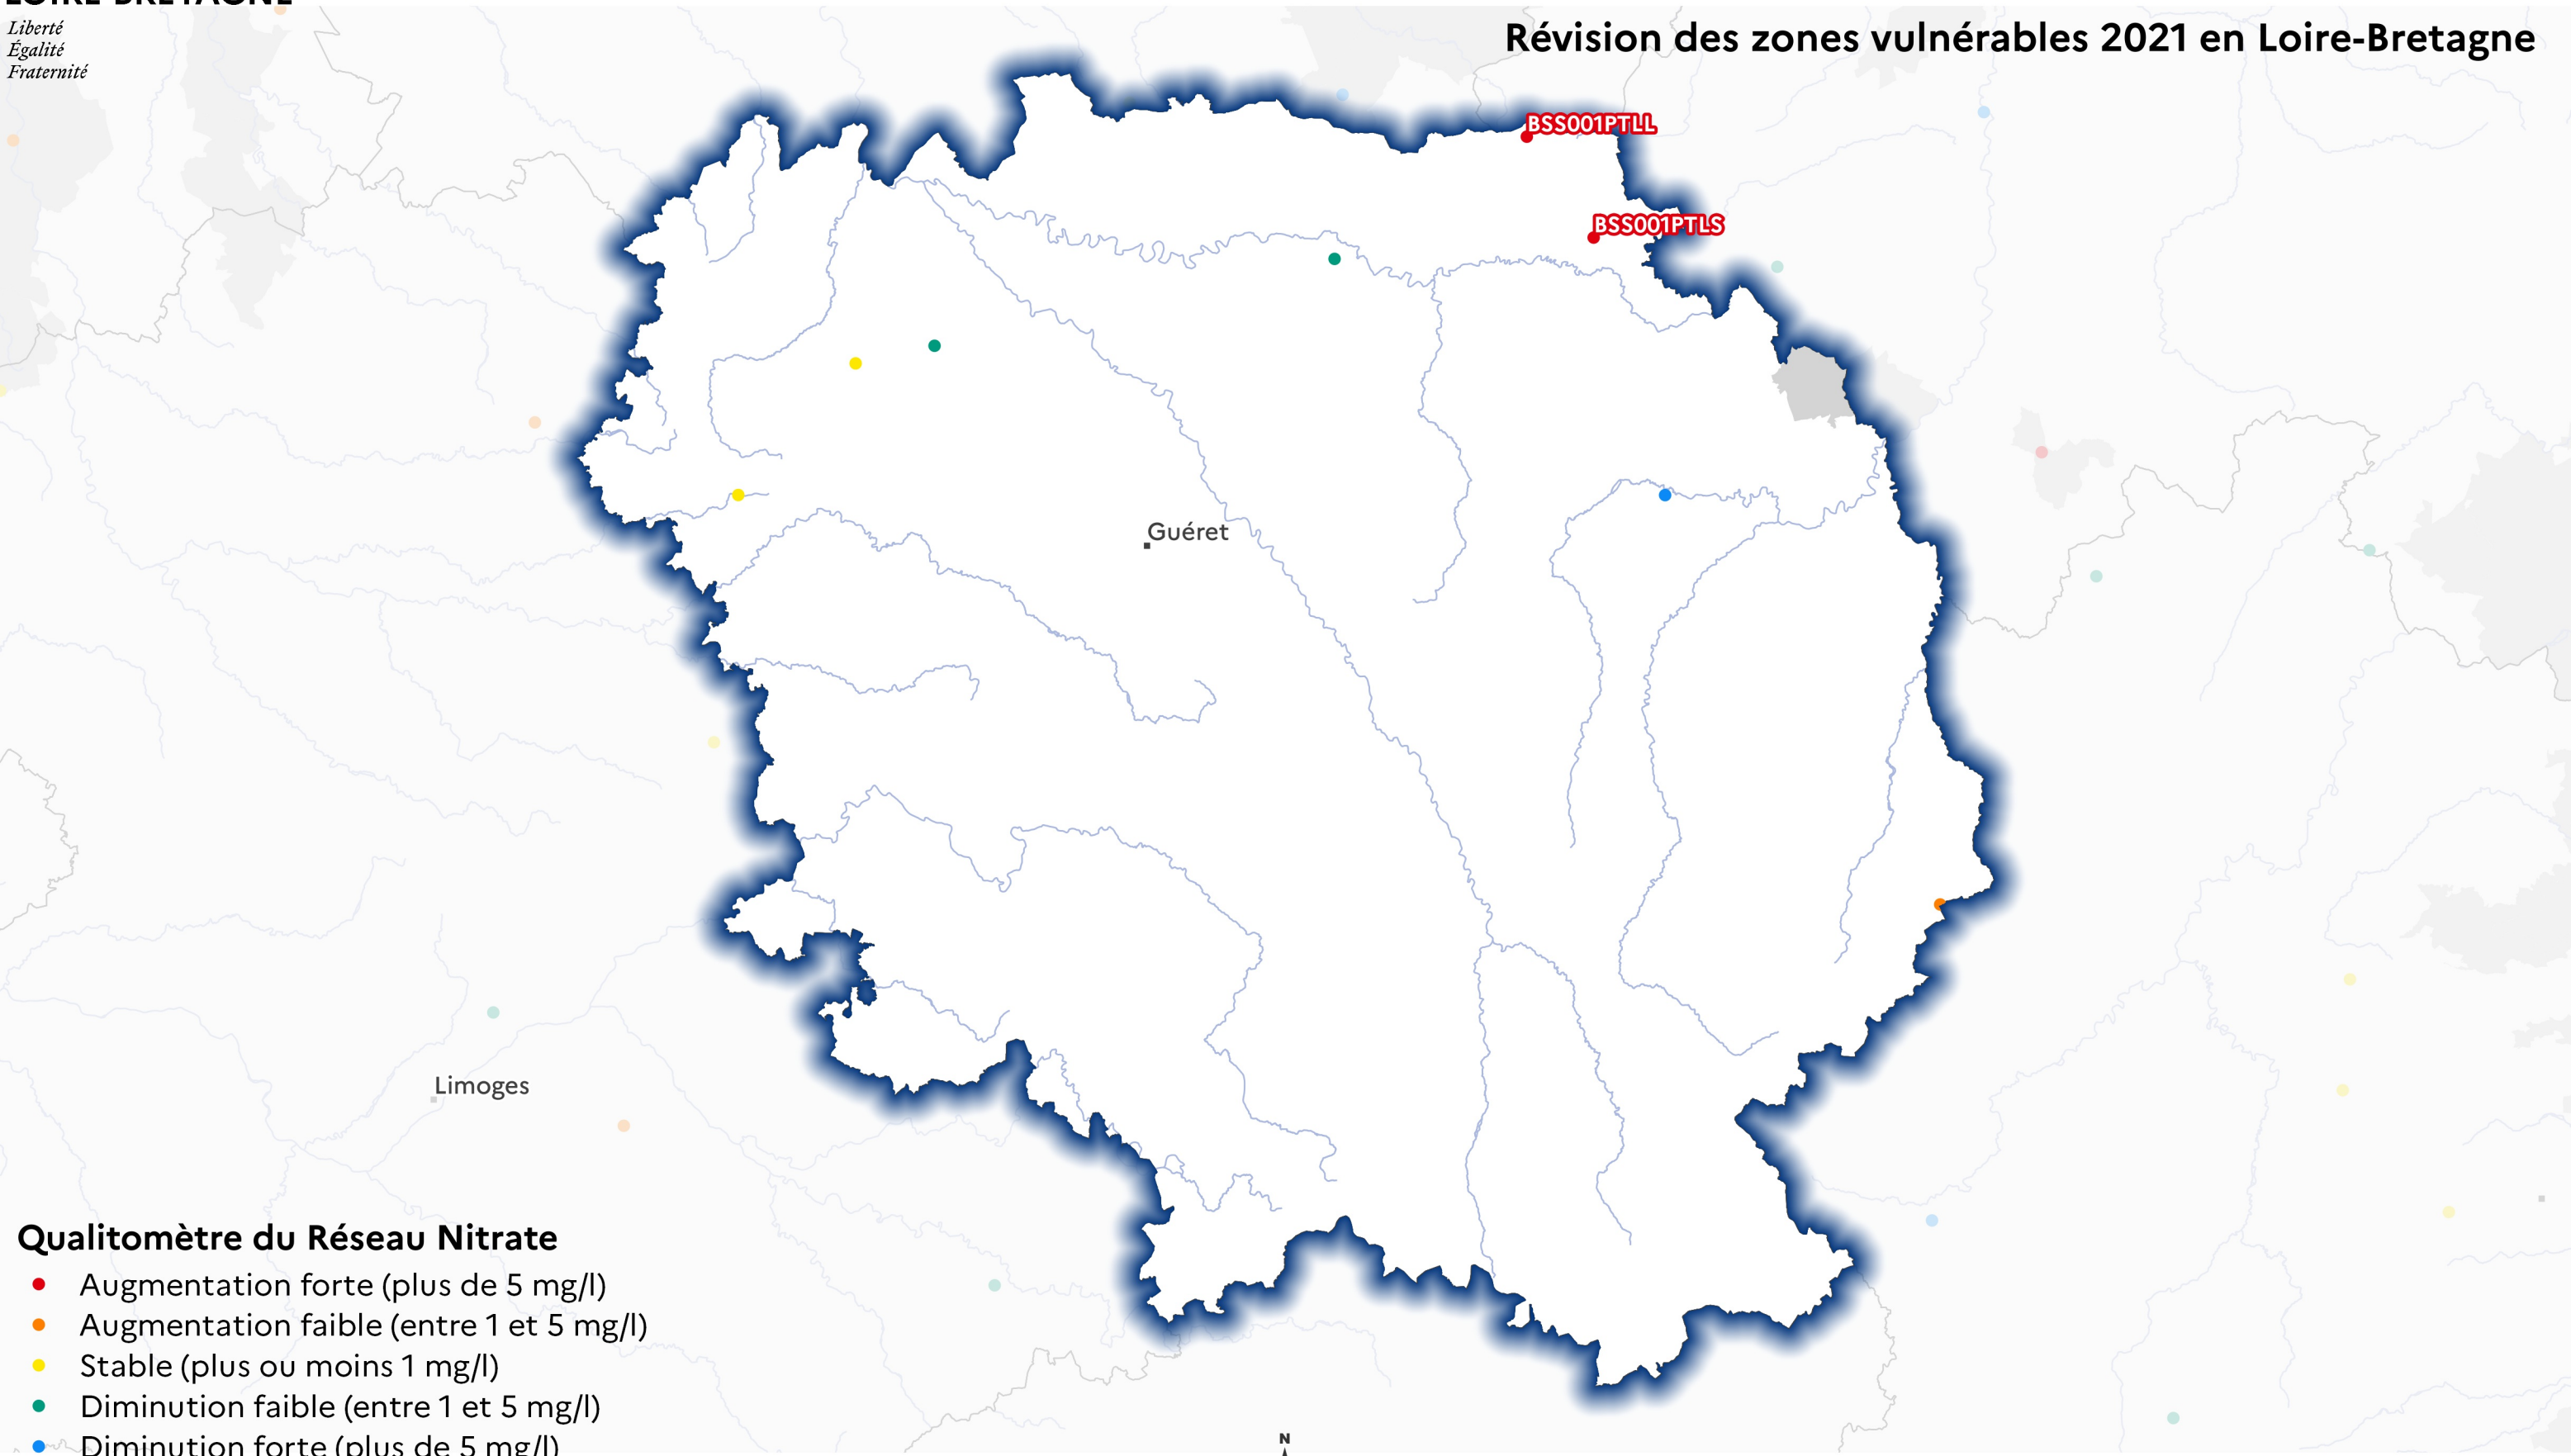 LOIRE-BRETAGNE
Liberté
Égalité
Fraternité
Révision des zones vulnérables 2021 en Loire-Bretagne
BSS001PTLL
BSS001PTLS
Guéret
Limoges
Qualitomètre du Réseau Nitrate
Augmentation forte (plus de 5 mg/l)
Augmentation faible (entre 1 et 5 mg/l)
Stable (plus ou moins 1 mg/l)
Diminution faible (entre 1 et 5 mg/l)
Diminution forte (plus de 5 mg/l)
N